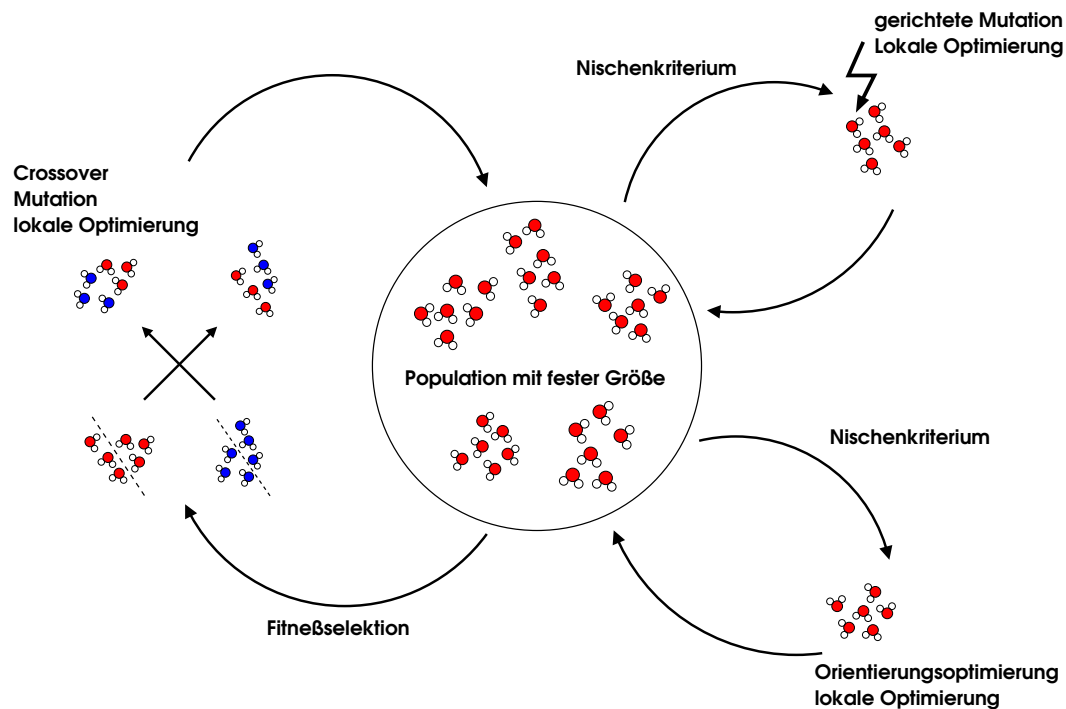 gerichtete Mutation
Lokale Optimierung
Nischenkriterium
Crossover
Mutation
lokale Optimierung
Population mit fester Größe
Nischenkriterium
Fitneßselektion
Orientierungsoptimierung
lokale Optimierung